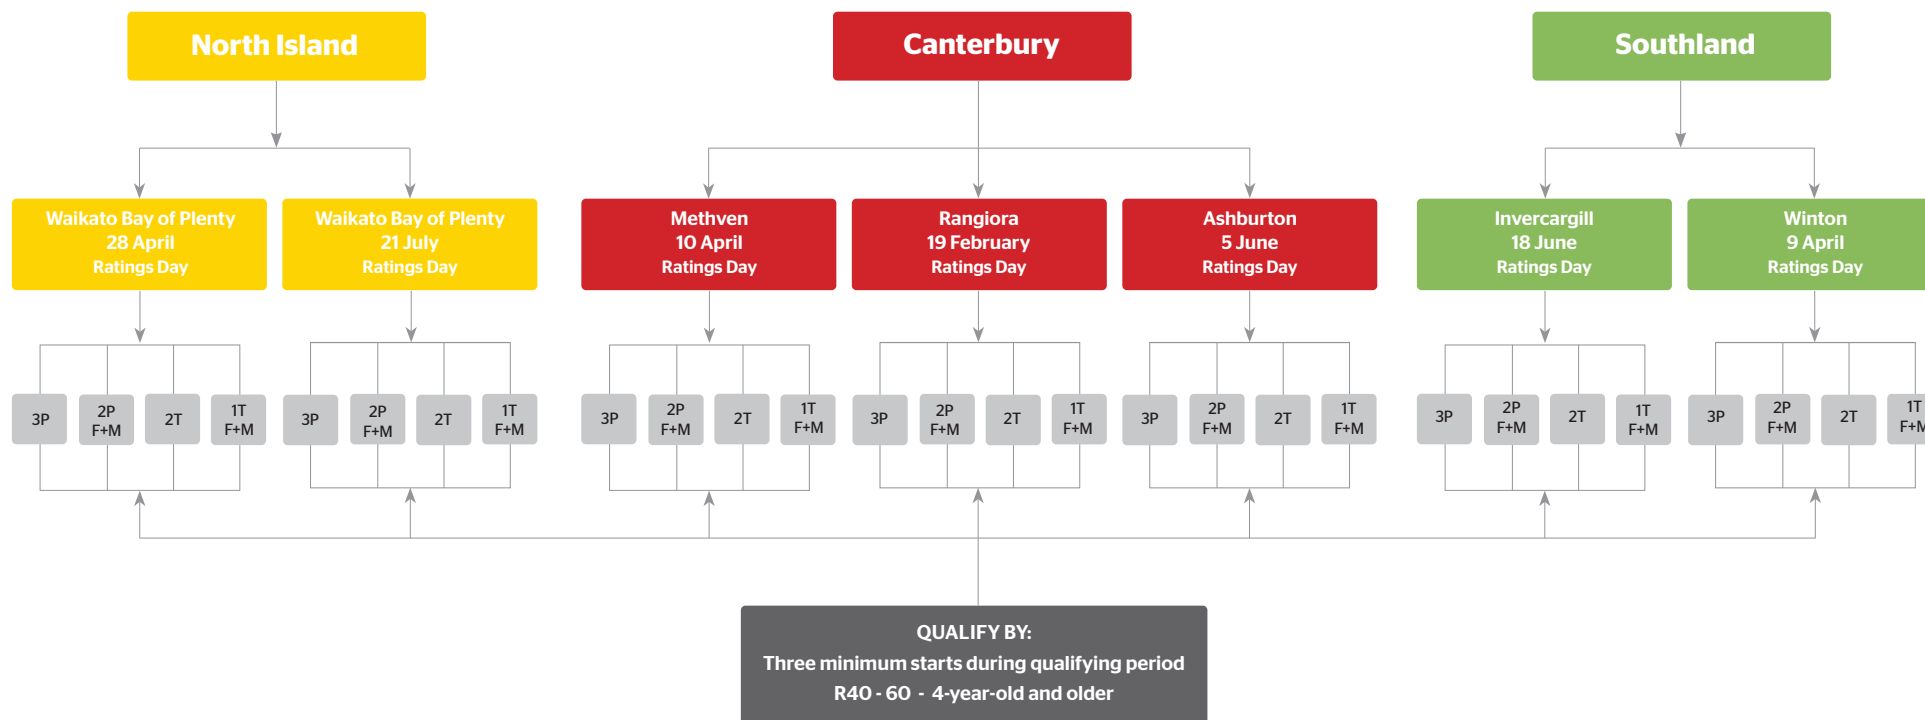 North Island
Canterbury
Southland
Waikato Bay of Plenty
28 April
Ratings Day
Waikato Bay of Plenty
21 July
Ratings Day
Methven
10 April
Ratings Day
Rangiora
19 February
Ratings Day
Ashburton
5 June
Ratings Day
Invercargill
18 June
Ratings Day
Winton
9 April
Ratings Day
3P
2P
F+M
2T
1T
F+M
3P
2P
F+M
2T
1T
F+M
3P
2P
F+M
2T
1T
F+M
3P
2P
F+M
2T
1T
F+M
3P
2P
F+M
2T
1T
F+M
3P
2P
F+M
2T
1T
F+M
3P
2P
F+M
2T
1T
F+M
QUALIFY BY:
Three minimum starts during qualifying period
R40 - 60 - 4-year-old and older